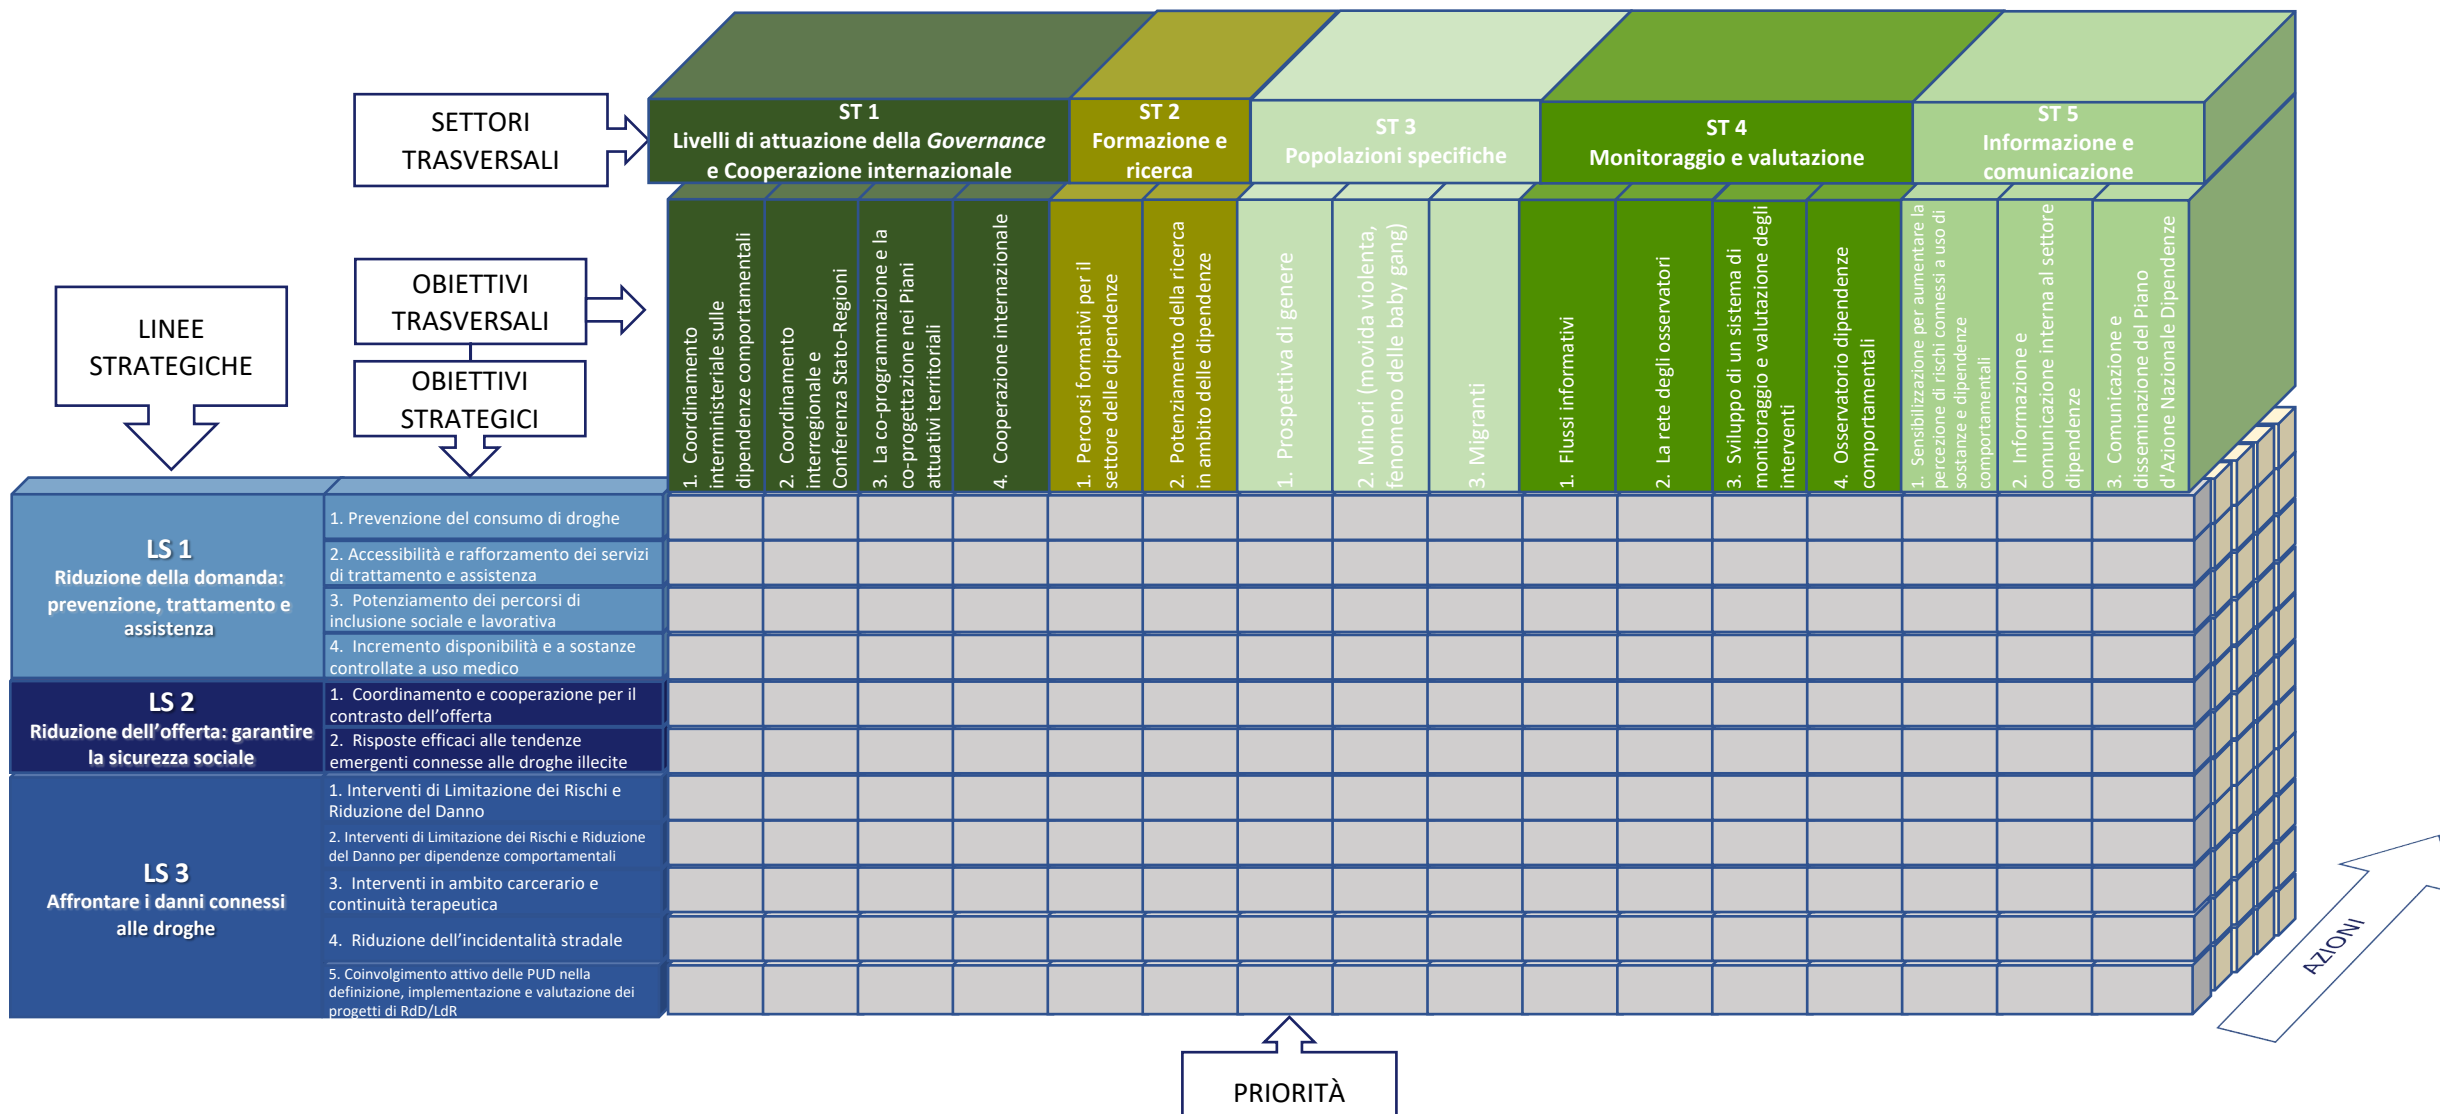 SETTORI
TRASVERSALI
ST 1
Livelli di attuazione della Governance
e Cooperazione internazionale
ST 2
Formazione e
ricerca
ST 3
Popolazioni specifiche
ST 4
Monitoraggio e valutazione
ST 5
Informazione e
comunicazione
OBIETTIVI
TRASVERSALI
1. Coordinamento
interministeriale sulle
dipendenze comportamentali
2. Coordinamento
interregionale e
Conferenza Stato-Regioni
3. La co-programmazione e la
co-progettazione nei Piani
attuativi territoriali
4. Cooperazione internazionale
1. Percorsi formativi per il
settore delle dipendenze
2. Potenziamento della ricerca
in ambito delle dipendenze
1. Prospettiva di genere
2. Minori (movida violenta,
fenomeno delle baby gang)
3. Migranti
1. Flussi informativi
2. La rete degli osservatori
3. Sviluppo di un sistema di
monitoraggio e valutazione degli
interventi
4. Osservatorio dipendenze
comportamentali
1. Sensibilizzazione per aumentare la
percezione di rischi connessi a uso di
sostanze e dipendenze
comportamentali
2. Informazione e
comunicazione interna al settore
dipendenze
3. Comunicazione e
disseminazione del Piano
d'Azione Nazionale Dipendenze
LINEE
STRATEGICHE
OBIETTIVI
STRATEGICI
LS 1
Riduzione della domanda:
prevenzione, trattamento e
assistenza
1. Prevenzione del consumo di droghe
2. Accessibilità e rafforzamento dei servizi
di trattamento e assistenza
3. Potenziamento dei percorsi di
inclusione sociale e lavorativa
4. Incremento disponibilità e a sostanze
controllate a uso medico
LS 2
Riduzione dell’offerta: garantire
la sicurezza sociale
1. Coordinamento e cooperazione per il
contrasto dell’offerta
2. Risposte efficaci alle tendenze
emergenti connesse alle droghe illecite
LS 3
Affrontare i danni connessi
alle droghe
1. Interventi di Limitazione dei Rischi e
Riduzione del Danno
2. Interventi di Limitazione dei Rischi e Riduzione
del Danno per dipendenze comportamentali
3. Interventi in ambito carcerario e
continuità terapeutica
4. Riduzione dell’incidentalità stradale
5. Coinvolgimento attivo delle PUD nella
definizione, implementazione e valutazione dei
progetti di RdD/LdR
AZIONI
PRIORITÀ